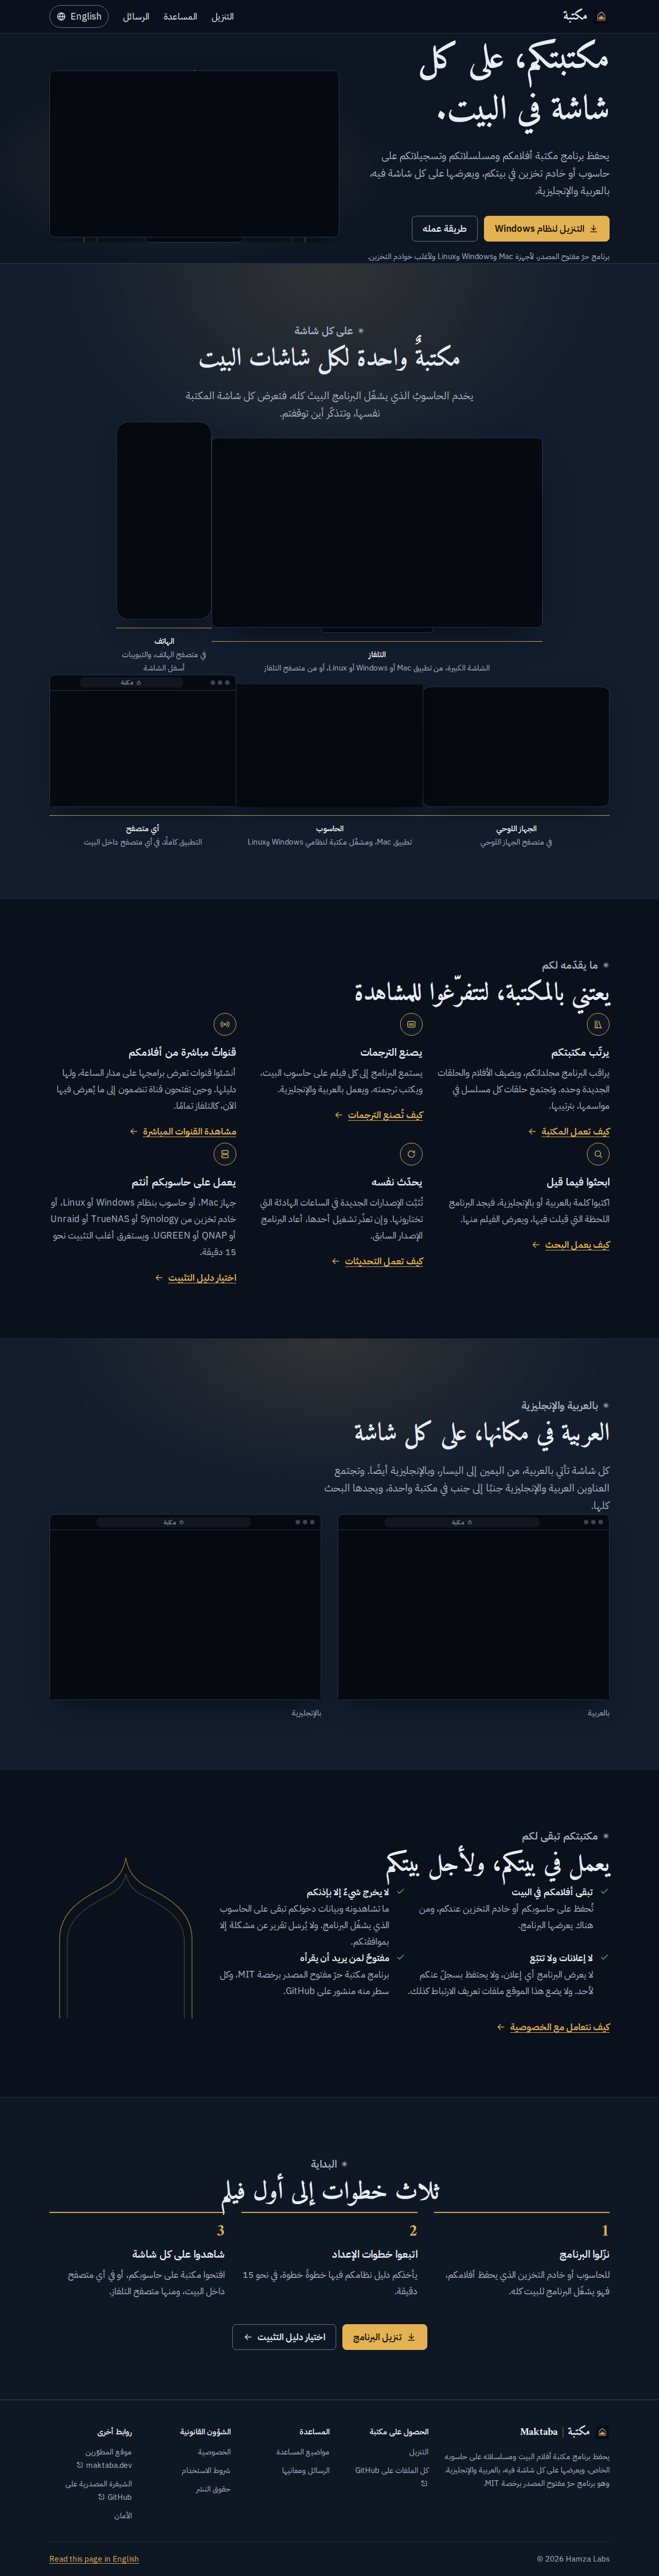 مكتبة
التنزيل
المساعدة
الرسائل
English
مكتبتكم، على كل
شاشة في البيت.
يحفظ برنامج مكتبة أفلامكم ومسلسلاتكم وتسجيلاتكم على
حاسوب أو خادم تخزين في بيتكم، ويعرضها على كل شاشة فيه،
بالعربية والإنجليزية.
التنزيل لنظام Windows
طريقة عمله
برنامج حرّ مفتوح المصدر، لأجهزة Mac وWindows وLinux ولأغلب خوادم التخزين.
على كل شاشة
مكتبةٌ واحدة لكل شاشات البيت
يخدم الحاسوبُ الذي يشغّل البرنامج البيتَ كله، فتعرض كل شاشة المكتبة
نفسها، وتتذكّر أين توقفتم.
التلفاز
الشاشة الكبيرة، من تطبيق Mac أو Windows أو Linux، أو من متصفح التلفاز
الهاتف
في متصفح الهاتف، والتبويبات
أسفل الشاشة
مكتبة
الجهاز اللوحي
في متصفح الجهاز اللوحي
الحاسوب
تطبيق Mac، ومشغّل مكتبة لنظامي Windows وLinux
أي متصفح
التطبيق كاملًا، في أي متصفح داخل البيت
ما يقدّمه لكم
يعتني بالمكتبة، لتتفرّغوا للمشاهدة
يرتّب مكتبتكم
يراقب البرنامج مجلداتكم، ويضيف الأفلام والحلقات
الجديدة وحده. وتجتمع حلقات كل مسلسل في
مواسمها، بترتيبها.
كيف تعمل المكتبة
يصنع الترجمات
يستمع البرنامج إلى كل فيلم على حاسوب البيت،
ويكتب ترجمته. ويعمل بالعربية والإنجليزية.
كيف تُصنع الترجمات
قنواتٌ مباشرة من أفلامكم
أنشئوا قنوات تعرض برامجها على مدار الساعة، ولها
دليلها. وحين تفتحون قناة تنضمون إلى ما يُعرض فيها
الآن، كالتلفاز تمامًا.
مشاهدة القنوات المباشرة
ابحثوا فيما قيل
اكتبوا كلمة بالعربية أو بالإنجليزية، فيجد البرنامج
اللحظة التي قيلت فيها، ويعرض الفيلم منها.
كيف يعمل البحث
يحدّث نفسه
تُثبَّت الإصدارات الجديدة في الساعات الهادئة التي
تختارونها. وإن تعذّر تشغيل أحدها، أعاد البرنامج
الإصدار السابق.
كيف تعمل التحديثات
يعمل على حاسوبكم أنتم
جهاز Mac، أو حاسوب بنظام Windows أو Linux، أو
خادم تخزين من Synology أو TrueNAS أو Unraid
أو QNAP أو UGREEN. ويستغرق أغلب التثبيت نحو
15 دقيقة.
اختيار دليل التثبيت
بالعربية والإنجليزية
العربية في مكانها، على كل شاشة
كل شاشة تأتي بالعربية، من اليمين إلى اليسار، وبالإنجليزية أيضًا. وتجتمع
العناوين العربية والإنجليزية جنبًا إلى جنب في مكتبة واحدة، ويجدها البحث
كلها.
مكتبة
مكتبة
بالعربية
بالإنجليزية
مكتبتكم تبقى لكم
يعمل في بيتكم، ولأجل بيتكم
تبقى أفلامكم في البيت
تُحفظ على حاسوبكم أو خادم التخزين عندكم، ومن
هناك يعرضها البرنامج.
لا يخرج شيءٌ إلا بإذنكم
ما تشاهدونه وبيانات دخولكم تبقى على الحاسوب
الذي يشغّل البرنامج. ولا يُرسَل تقرير عن مشكلة إلا
بموافقتكم.
لا إعلانات ولا تتبّع
لا يعرض البرنامج أي إعلان، ولا يحتفظ بسجلّ عنكم
لأحد. ولا يضع هذا الموقع ملفات تعريف الارتباط كذلك.
مفتوحٌ لمن يريد أن يقرأه
برنامج مكتبة حرّ مفتوح المصدر برخصة MIT، وكل
سطر منه منشور على GitHub.
كيف نتعامل مع الخصوصية
البداية
ثلاث خطوات إلى أول فيلم
1
نزّلوا البرنامج
للحاسوب أو خادم التخزين الذي يحفظ أفلامكم،
فهو يشغّل البرنامج للبيت كله.
2
اتبعوا خطوات الإعداد
يأخذكم دليل نظامكم فيها خطوةً خطوة، في نحو 15
دقيقة.
3
شاهدوا على كل شاشة
افتحوا مكتبة على حاسوبكم، أو في أي متصفح
داخل البيت، ومنها متصفح التلفاز.
تنزيل البرنامج
اختيار دليل التثبيت
مكتبة | Maktaba
يحفظ برنامج مكتبة أفلام البيت ومسلسلاته على حاسوبه
الخاص، ويعرضها على كل شاشة فيه، بالعربية والإنجليزية.
وهو برنامج حرّ مفتوح المصدر برخصة MIT.
الحصول على مكتبة
التنزيل
كل الملفات على GitHub
المساعدة
مواضيع المساعدة
الرسائل ومعانيها
الشؤون القانونية
الخصوصية
شروط الاستخدام
حقوق النشر
روابط أخرى
موقع المطوّرين
maktaba.dev
الشيفرة المصدرية على
GitHub
الأمان
© 2026 Hamza Labs
Read this page in English